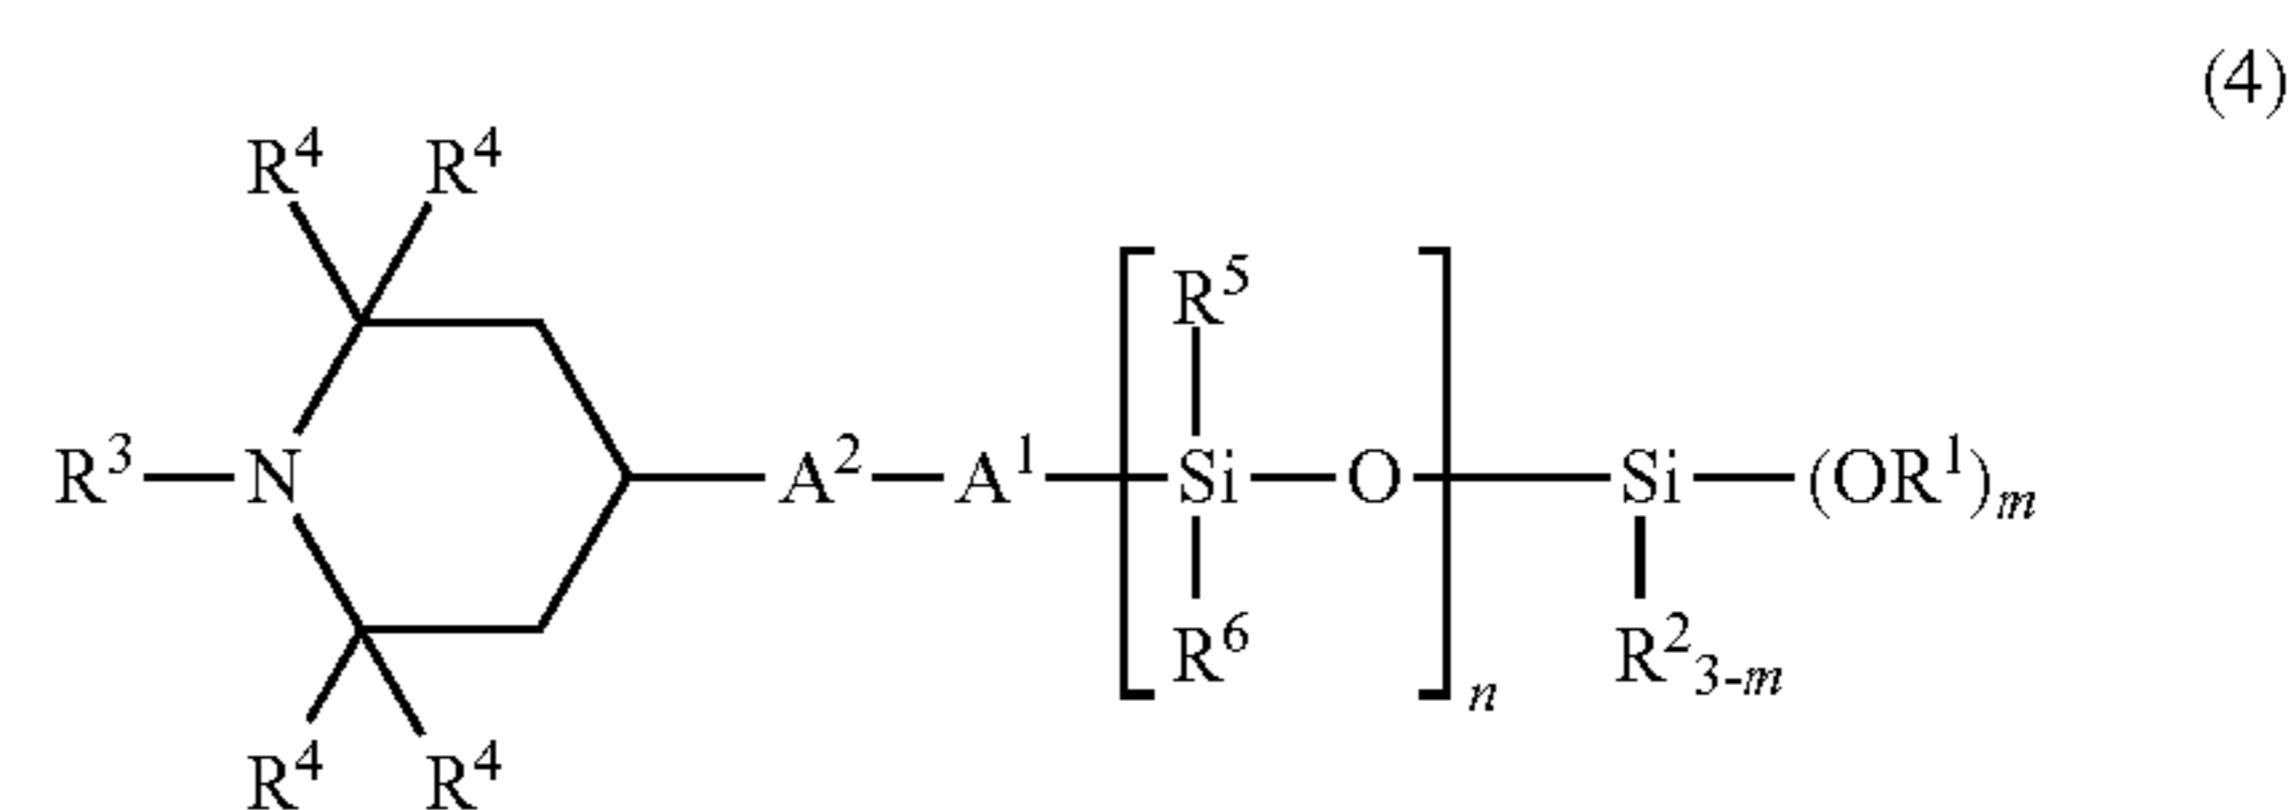 (4)
R⁴ R⁴
R⁵
R³—N A²—A¹ Si—O Si—(OR¹)ₘ
R⁶ n R²₃₋ₘ
R⁴ R⁴